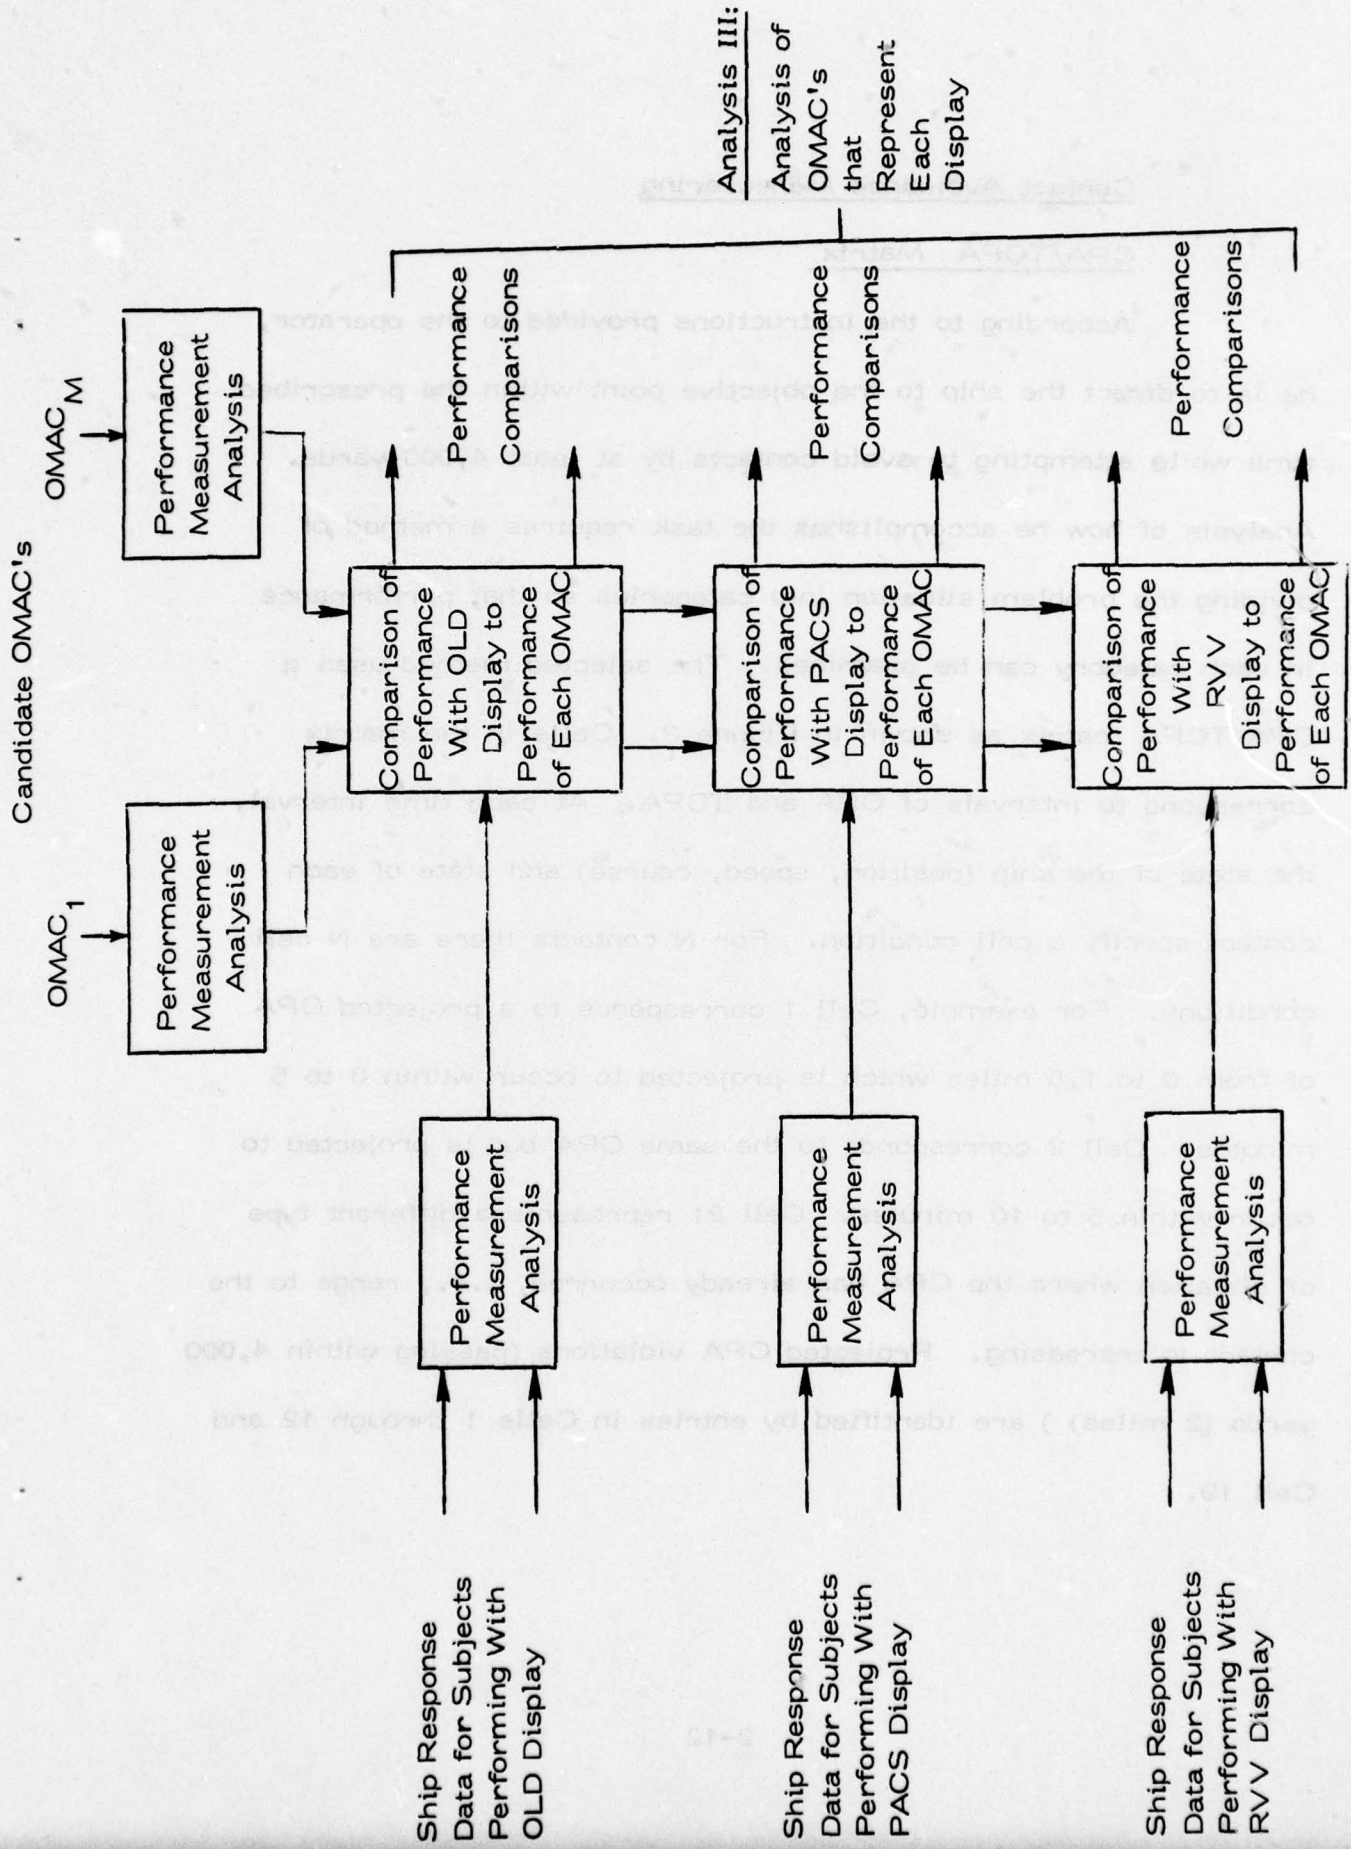 Candidate OMAC's
OMAC1
OMACM
Performance
Measurement
Analysis
Performance
Measurement
Analysis
Ship Response
Data for Subjects
Performing With
OLD Display
Performance
Measurement
Analysis
Comparison of
Performance
With OLD
Display to
Performance
of Each OMAC
Performance
Comparisons
Ship Response
Data for Subjects
Performing With
PACS Display
Performance
Measurement
Analysis
Comparison of
Performance
With PACS
Display to
Performance
of Each OMAC
Performance
Comparisons
Analysis III:
Analysis of
OMAC's
that
Represent
Each
Display
Ship Response
Data for Subjects
Performing With
RVV Display
Performance
Measurement
Analysis
Comparison of
Performance
With
RVV
Display to
Performance
of Each OMAC
Performance
Comparisons